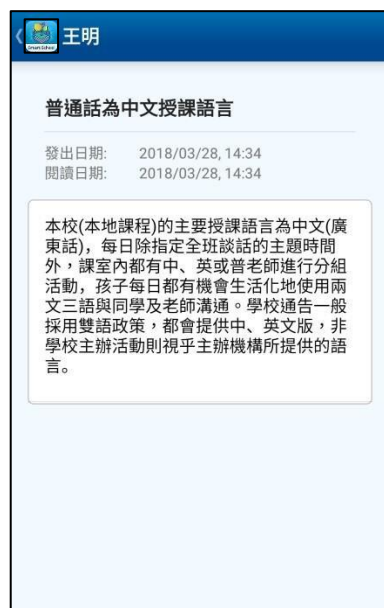 王明
普通話為中文授課語言
發出日期: 2018/03/28, 14:34
閱讀日期: 2018/03/28, 14:34
本校(本地課程)的主要授課語言為中文(廣
東話)，每日除指定全班談話的主題時間
外，課室內都有中、英或普老師進行分組
活動，孩子每日都有機會生活化地使用兩
文三語與同學及老師溝通。學校通告一般
採用雙語政策，都會提供中、英文版，非
學校主辦活動則視乎主辦機構所提供的語
言。